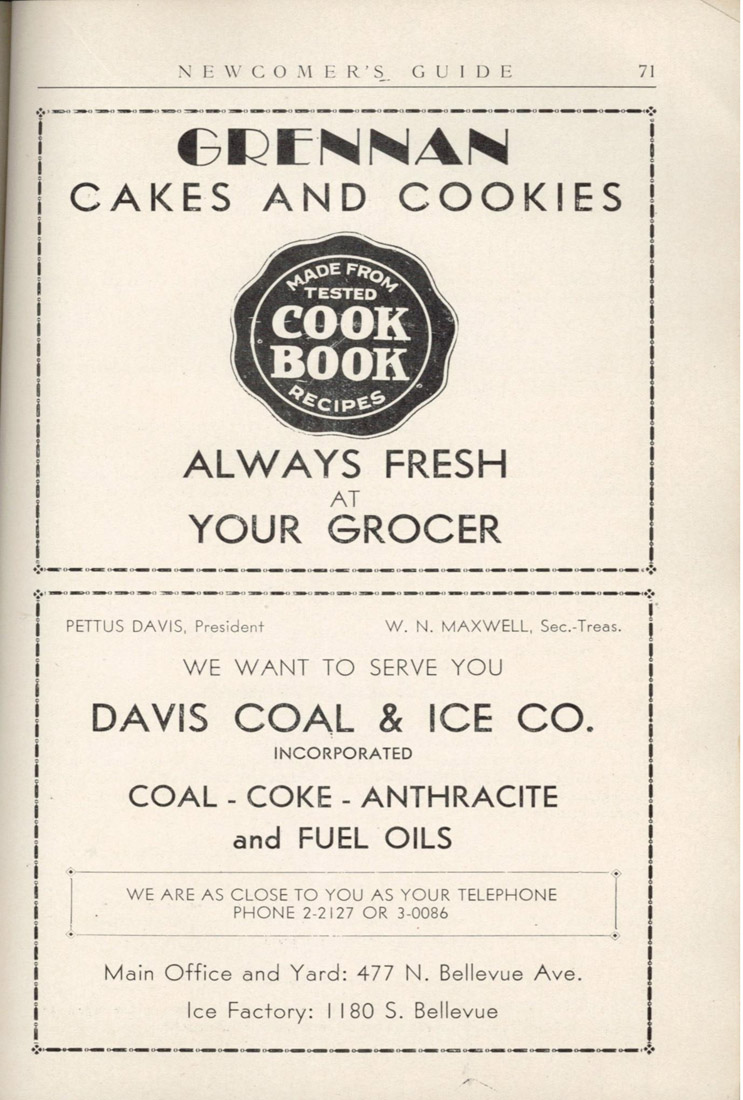 NEWCOMER'S GUIDE 71
GRENNAN
CAKES AND COOKIES
MADE FROM
TESTED
COOK
BOOK
RECIPES
ALWAYS FRESH
AT
YOUR GROCER
PETTUS DAVIS, President W. N. MAXWELL, Sec.-Treas.
WE WANT TO SERVE YOU
DAVIS COAL & ICE CO.
INCORPORATED
COAL - COKE - ANTHRACITE
and FUEL OILS
WE ARE AS CLOSE TO YOU AS YOUR TELEPHONE
PHONE 2-2127 OR 3-0086
Main Office and Yard: 477 N. Bellevue Ave.
Ice Factory: 1180 S. Bellevue